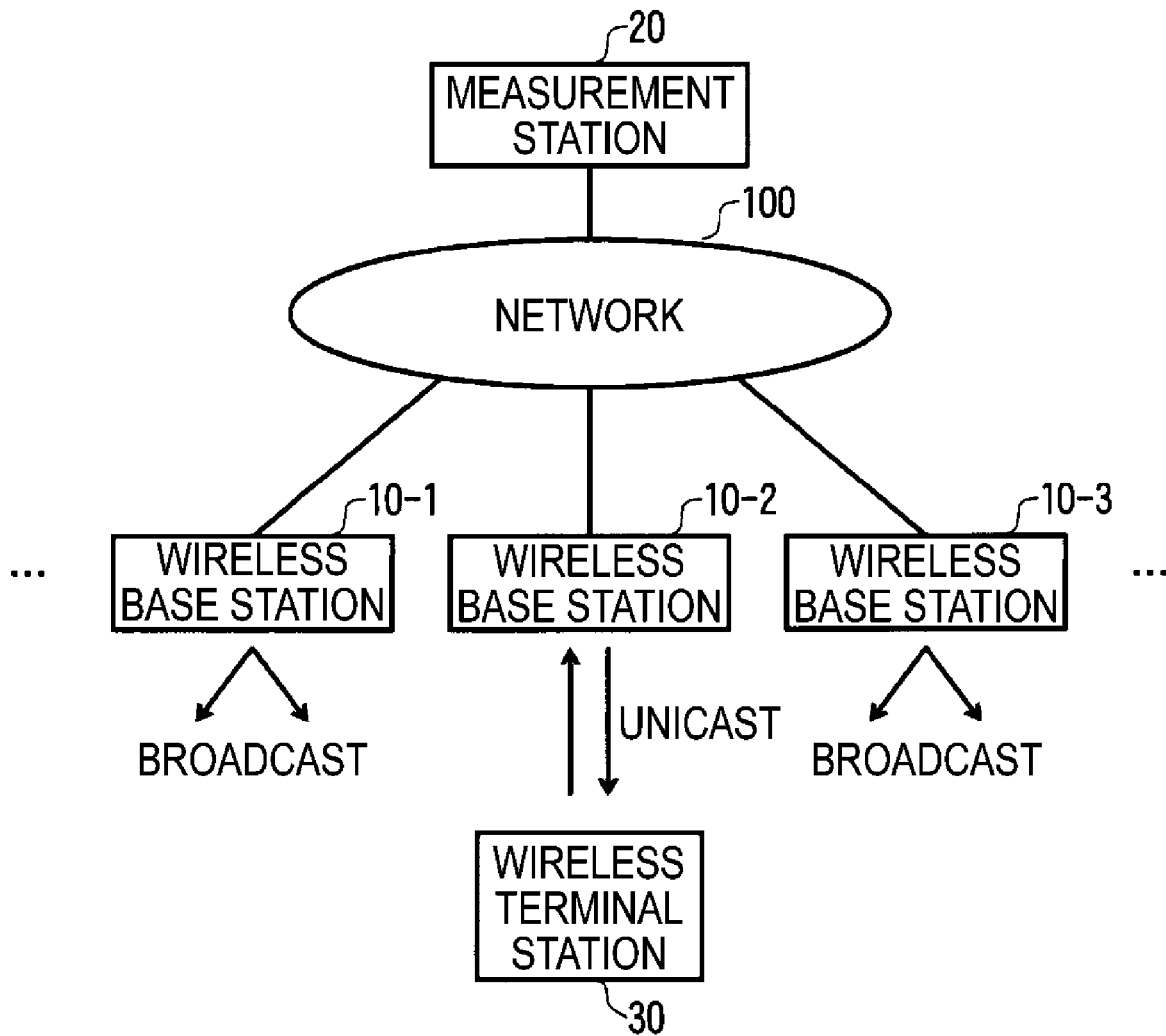 20
MEASUREMENT
STATION
100
NETWORK
10-1
10-2
10-3
... WIRELESS
BASE STATION
WIRELESS
BASE STATION
WIRELESS
BASE STATION
...
BROADCAST
UNICAST
BROADCAST
WIRELESS
TERMINAL
STATION
30